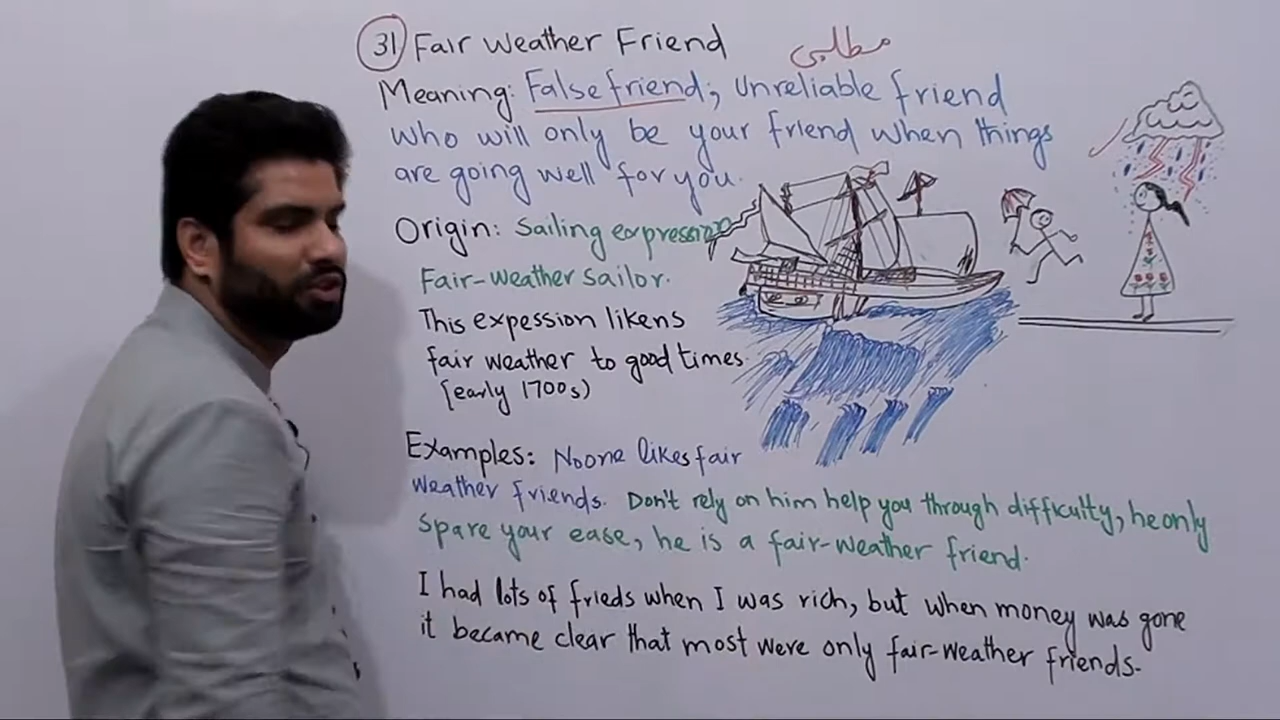 31 Fair Weather Friend مطلبی
Meaning: False friend; Unreliable friend
who will only be your friend when things
are going well for you.
Origin: Sailing expression
Fair-weather sailor.
This expession likens
fair weather to good times
(early 1700s)
Examples: Noone likes fair
weather friends. Don't rely on him help you through difficulty, he only
spare your ease, he is a fair-weather friend.
I had lots of frieds when I was rich, but when money was gone
it became clear that most were only fair-weather friends.